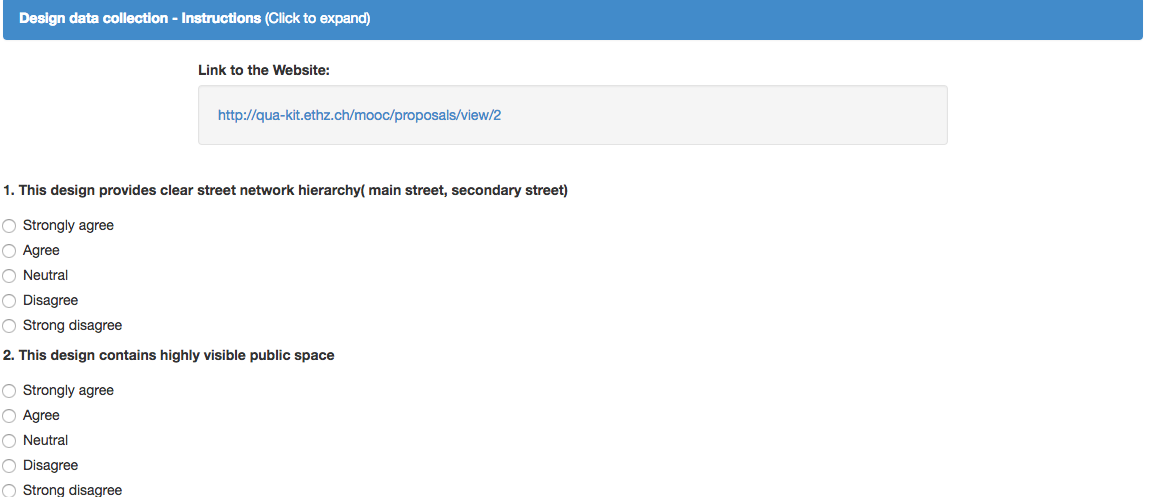 Design data collection - Instructions (Click to expand)
Link to the Website:
http://qua-kit.ethz.ch/mooc/proposals/view/2
1. This design provides clear street network hierarchy( main street, secondary street)
Strongly agree
Agree
Neutral
Disagree
Strong disagree
2. This design contains highly visible public space
Strongly agree
Agree
Neutral
Disagree
Strong disagree